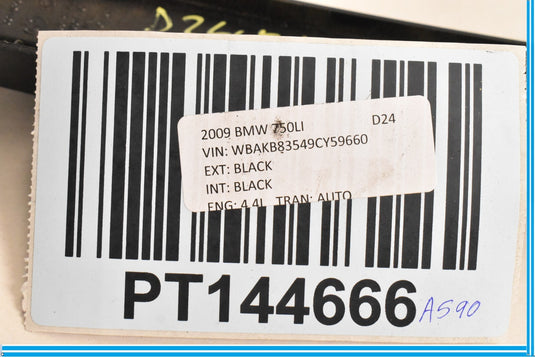 2009 BMW 750LI D24
VIN: WBAKB83549CY59660
EXT: BLACK
INT: BLACK
ENG: 4.4L TRAN: AUTO
PT144666 A590